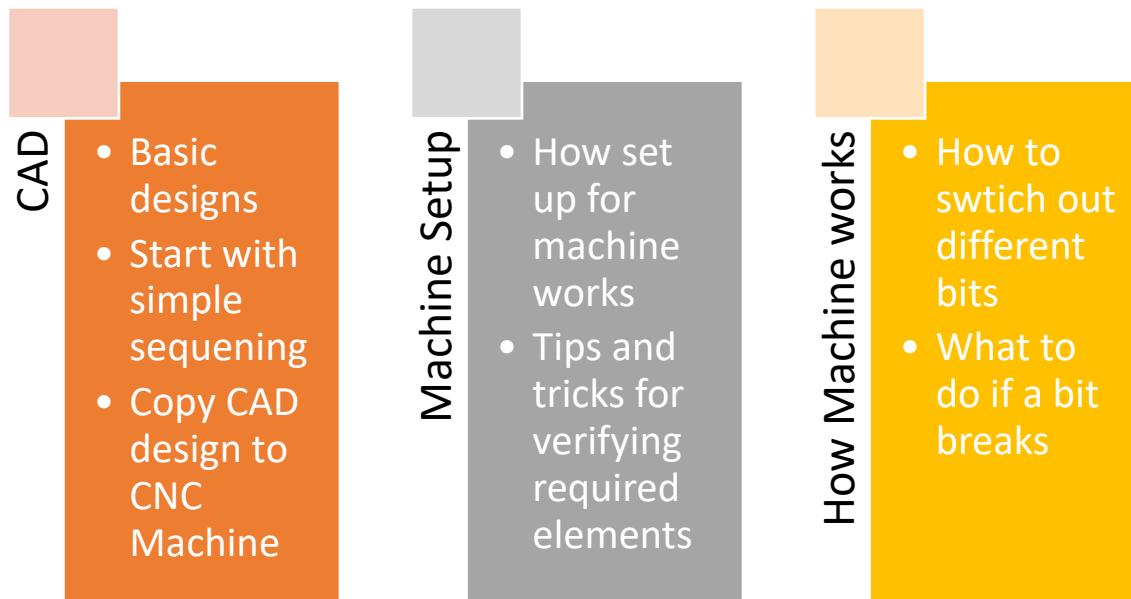 CAD
• Basic
designs
• Start with
simple
sequening
• Copy CAD
design to
CNC
Machine
Machine Setup
• How set
up for
machine
works
• Tips and
tricks for
verifying
required
elements
How Machine works
• How to
swtich out
different
bits
• What to
do if a bit
breaks